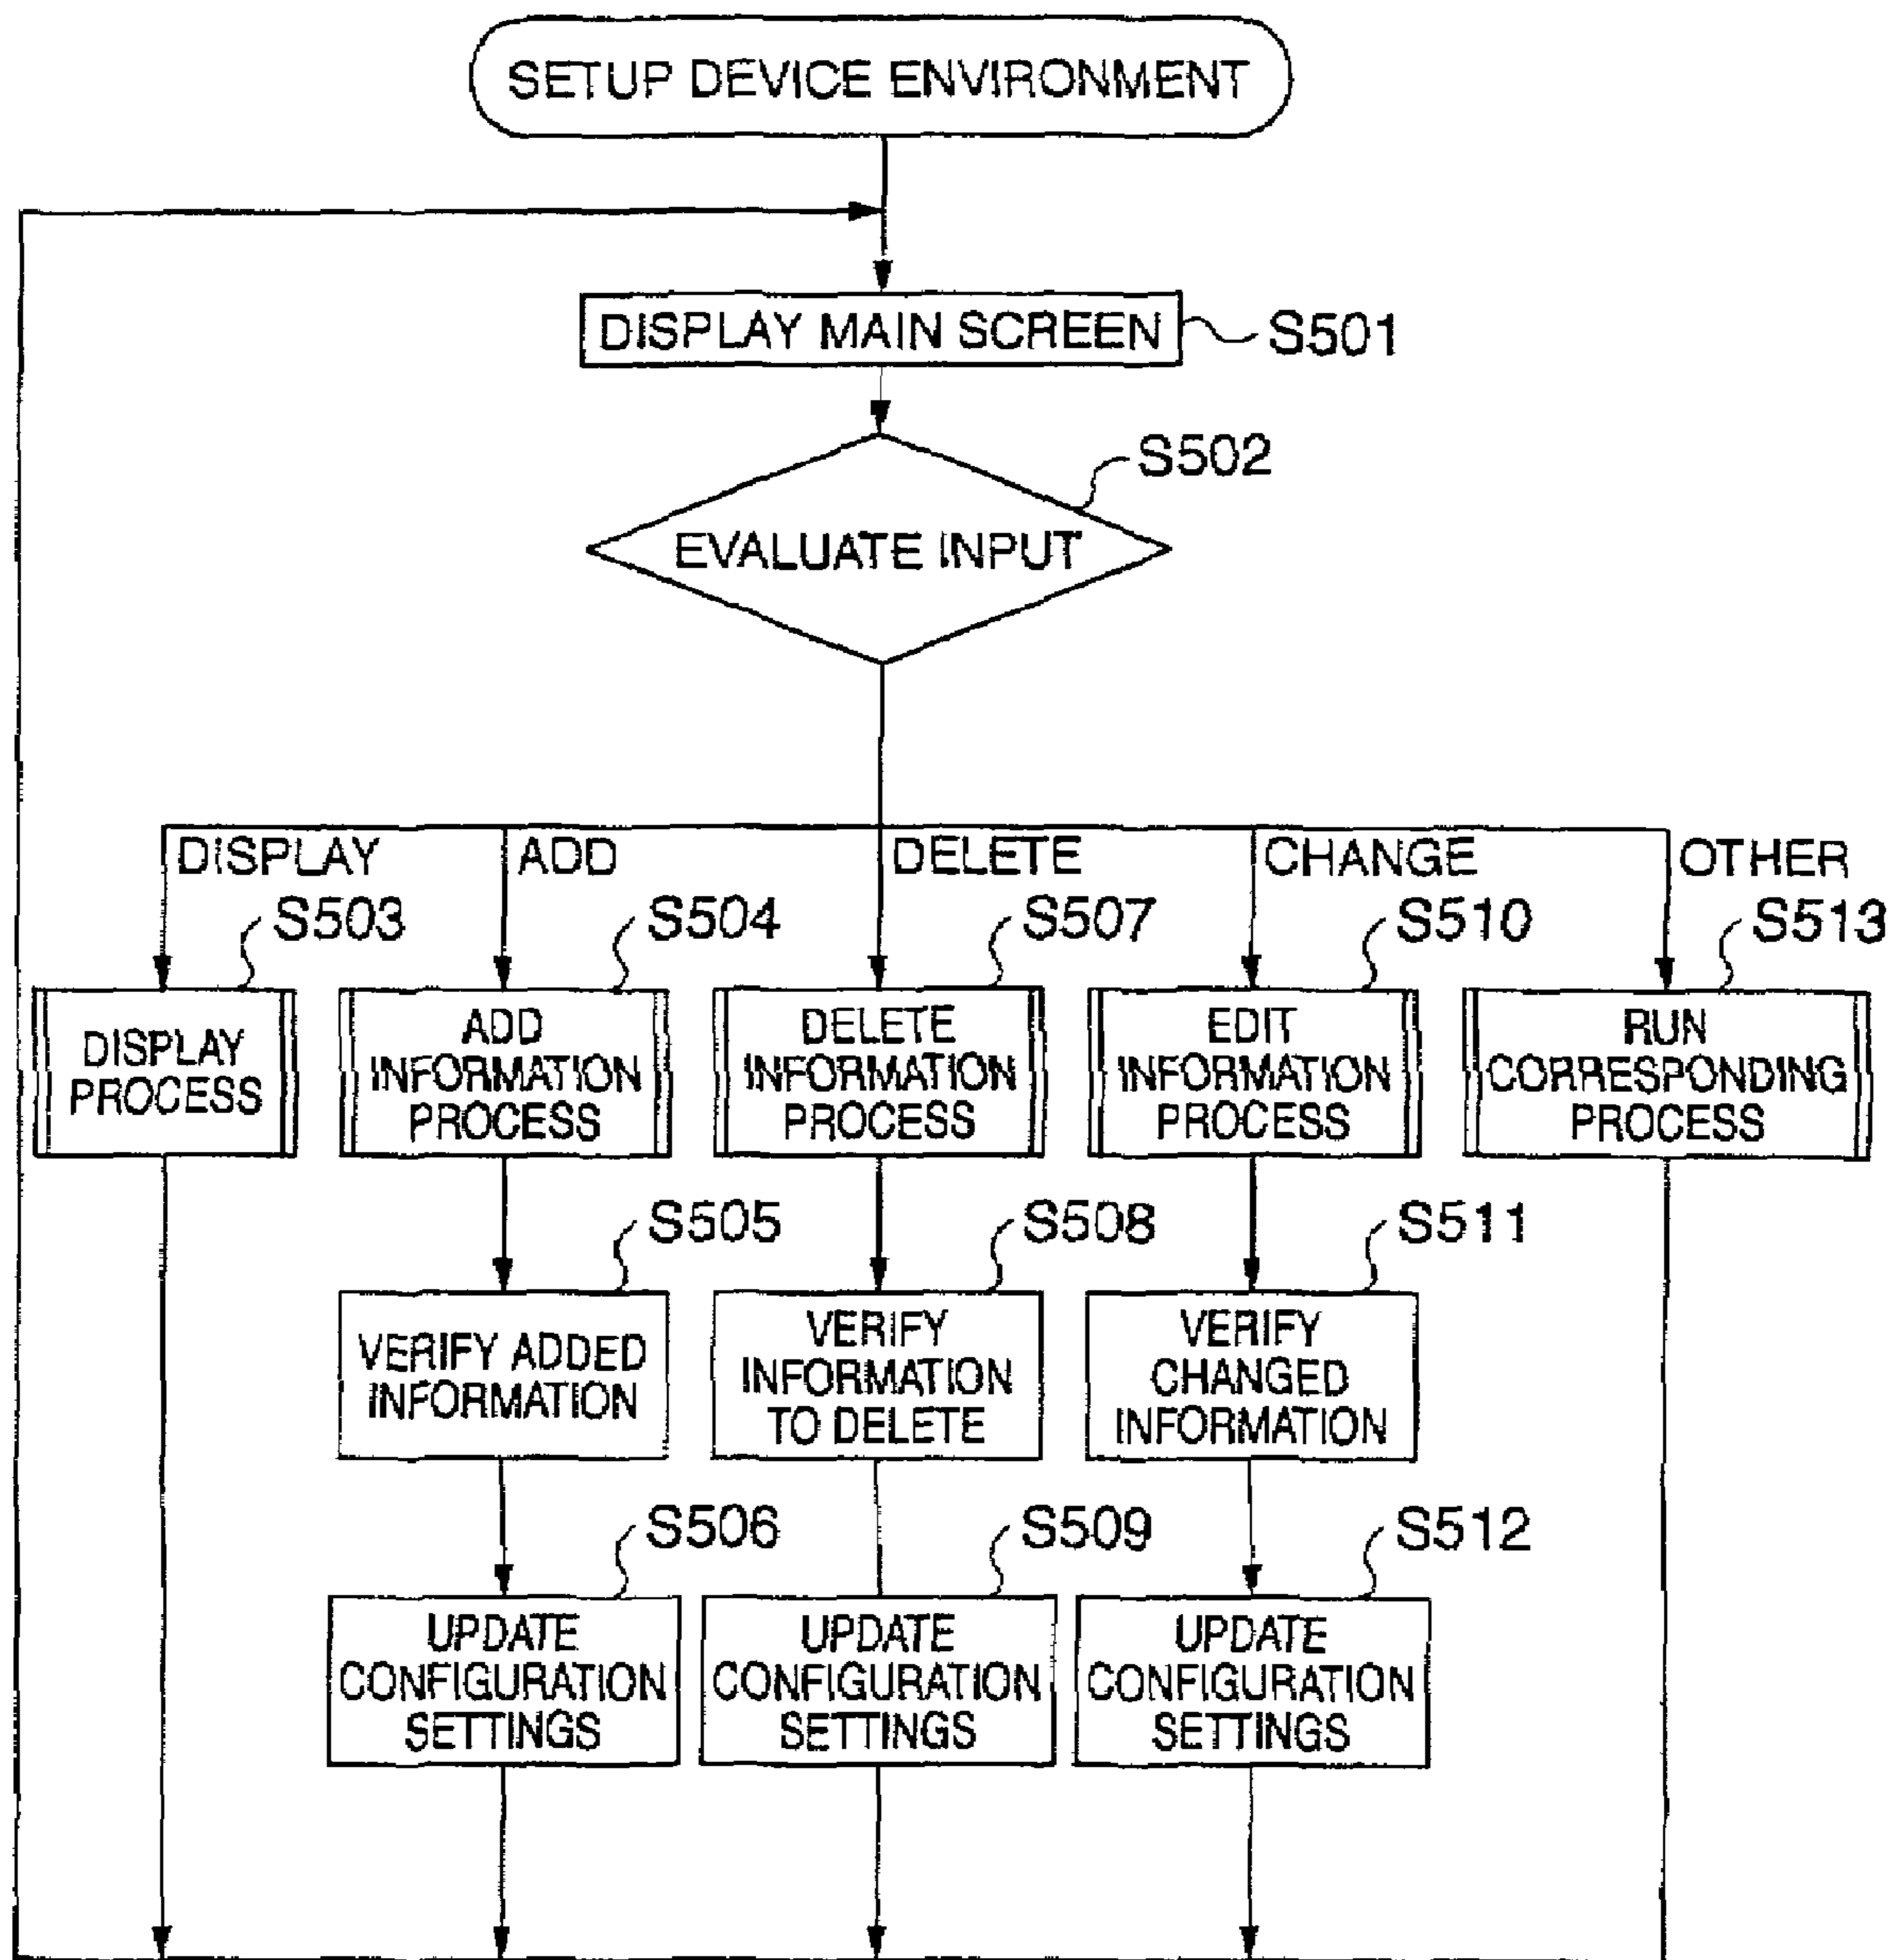 SETUP DEVICE ENVIRONMENT
DISPLAY MAIN SCREEN
S501
S502
EVALUATE INPUT
DISPLAY
ADD
DELETE
CHANGE
OTHER
S503
S504
S507
S510
S513
DISPLAY
PROCESS
ADD
INFORMATION
PROCESS
DELETE
INFORMATION
PROCESS
EDIT
INFORMATION
PROCESS
RUN
CORRESPONDING
PROCESS
S505
S508
S511
VERIFY ADDED
INFORMATION
VERIFY
INFORMATION
TO DELETE
VERIFY
CHANGED
INFORMATION
S506
S509
S512
UPDATE
CONFIGURATION
SETTINGS
UPDATE
CONFIGURATION
SETTINGS
UPDATE
CONFIGURATION
SETTINGS